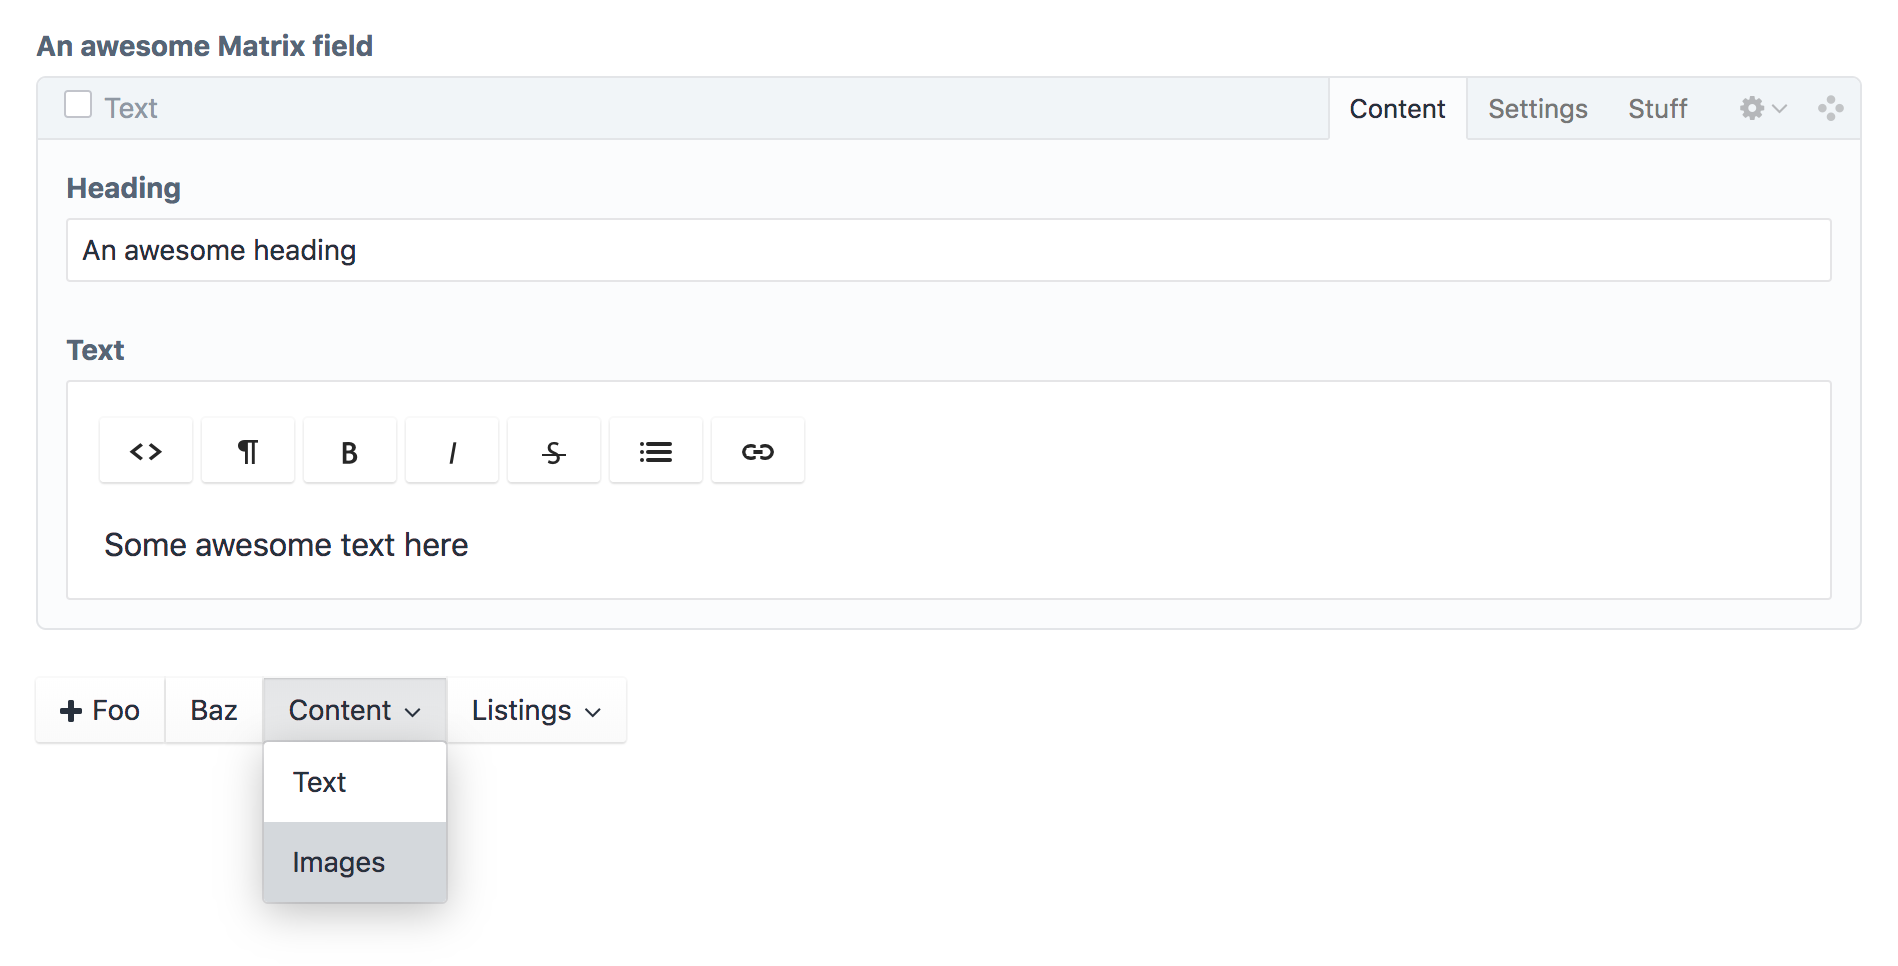 An awesome Matrix field
Text Content Settings Stuff
Heading
An awesome heading
Text
<> ¶ B I S
Some awesome text here
+ Foo Baz Content Listings
Text
Images